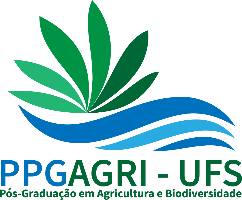 PPGAGRI - UFS
Pós-Graduação em Agricultura e Biodiversidade